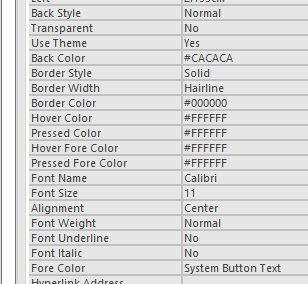 Back Style Normal
Transparent No
Use Theme Yes
Back Color #CACACA
Border Style Solid
Border Width Hairline
Border Color #000000
Hover Color #FFFFFF
Pressed Color #FFFFFF
Hover Fore Color #FFFFFF
Pressed Fore Color #FFFFFF
Font Name Calibri
Font Size 11
Alignment Center
Font Weight Normal
Font Underline No
Font Italic No
Fore Color System Button Text
Hyperlink Address